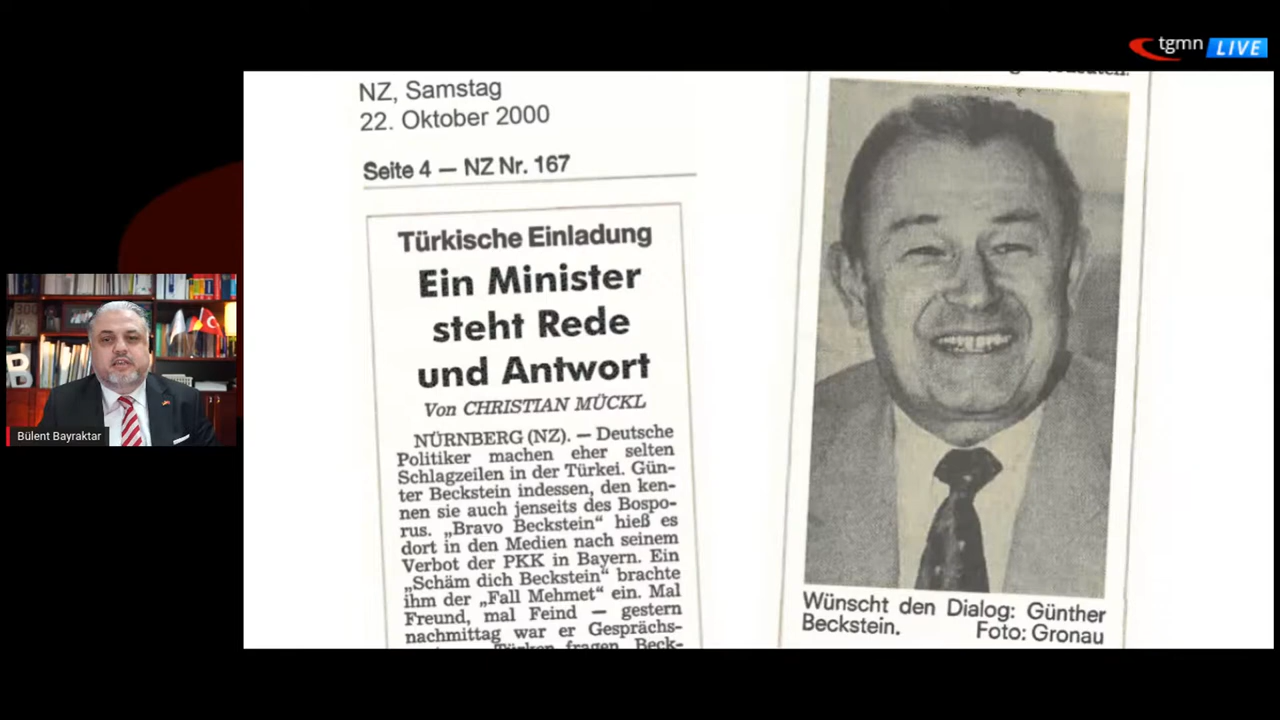 tgmn LIVE
NZ, Samstag
22. Oktober 2000
Seite 4 — NZ Nr. 167
Türkische Einladung
Ein Minister
steht Rede
und Antwort
Von CHRISTIAN MÜCKL
NÜRNBERG (NZ). — Deutsche
Politiker machen eher selten
Schlagzeilen in der Türkei. Gün-
ter Beckstein indessen, den ken-
nen sie auch jenseits des Bospo-
rus. „Bravo Beckstein“ hieß es
dort in den Medien nach seinem
Verbot der PKK in Bayern. Ein
„Schäm dich Beckstein“ brachte
ihm der „Fall Mehmet“ ein. Mal
Freund, mal Feind — gestern
nachmittag war er Gesprächs-
fragen Beck-
Wünscht den Dialog: Günther
Beckstein. Foto: Gronau
Bülent Bayraktar